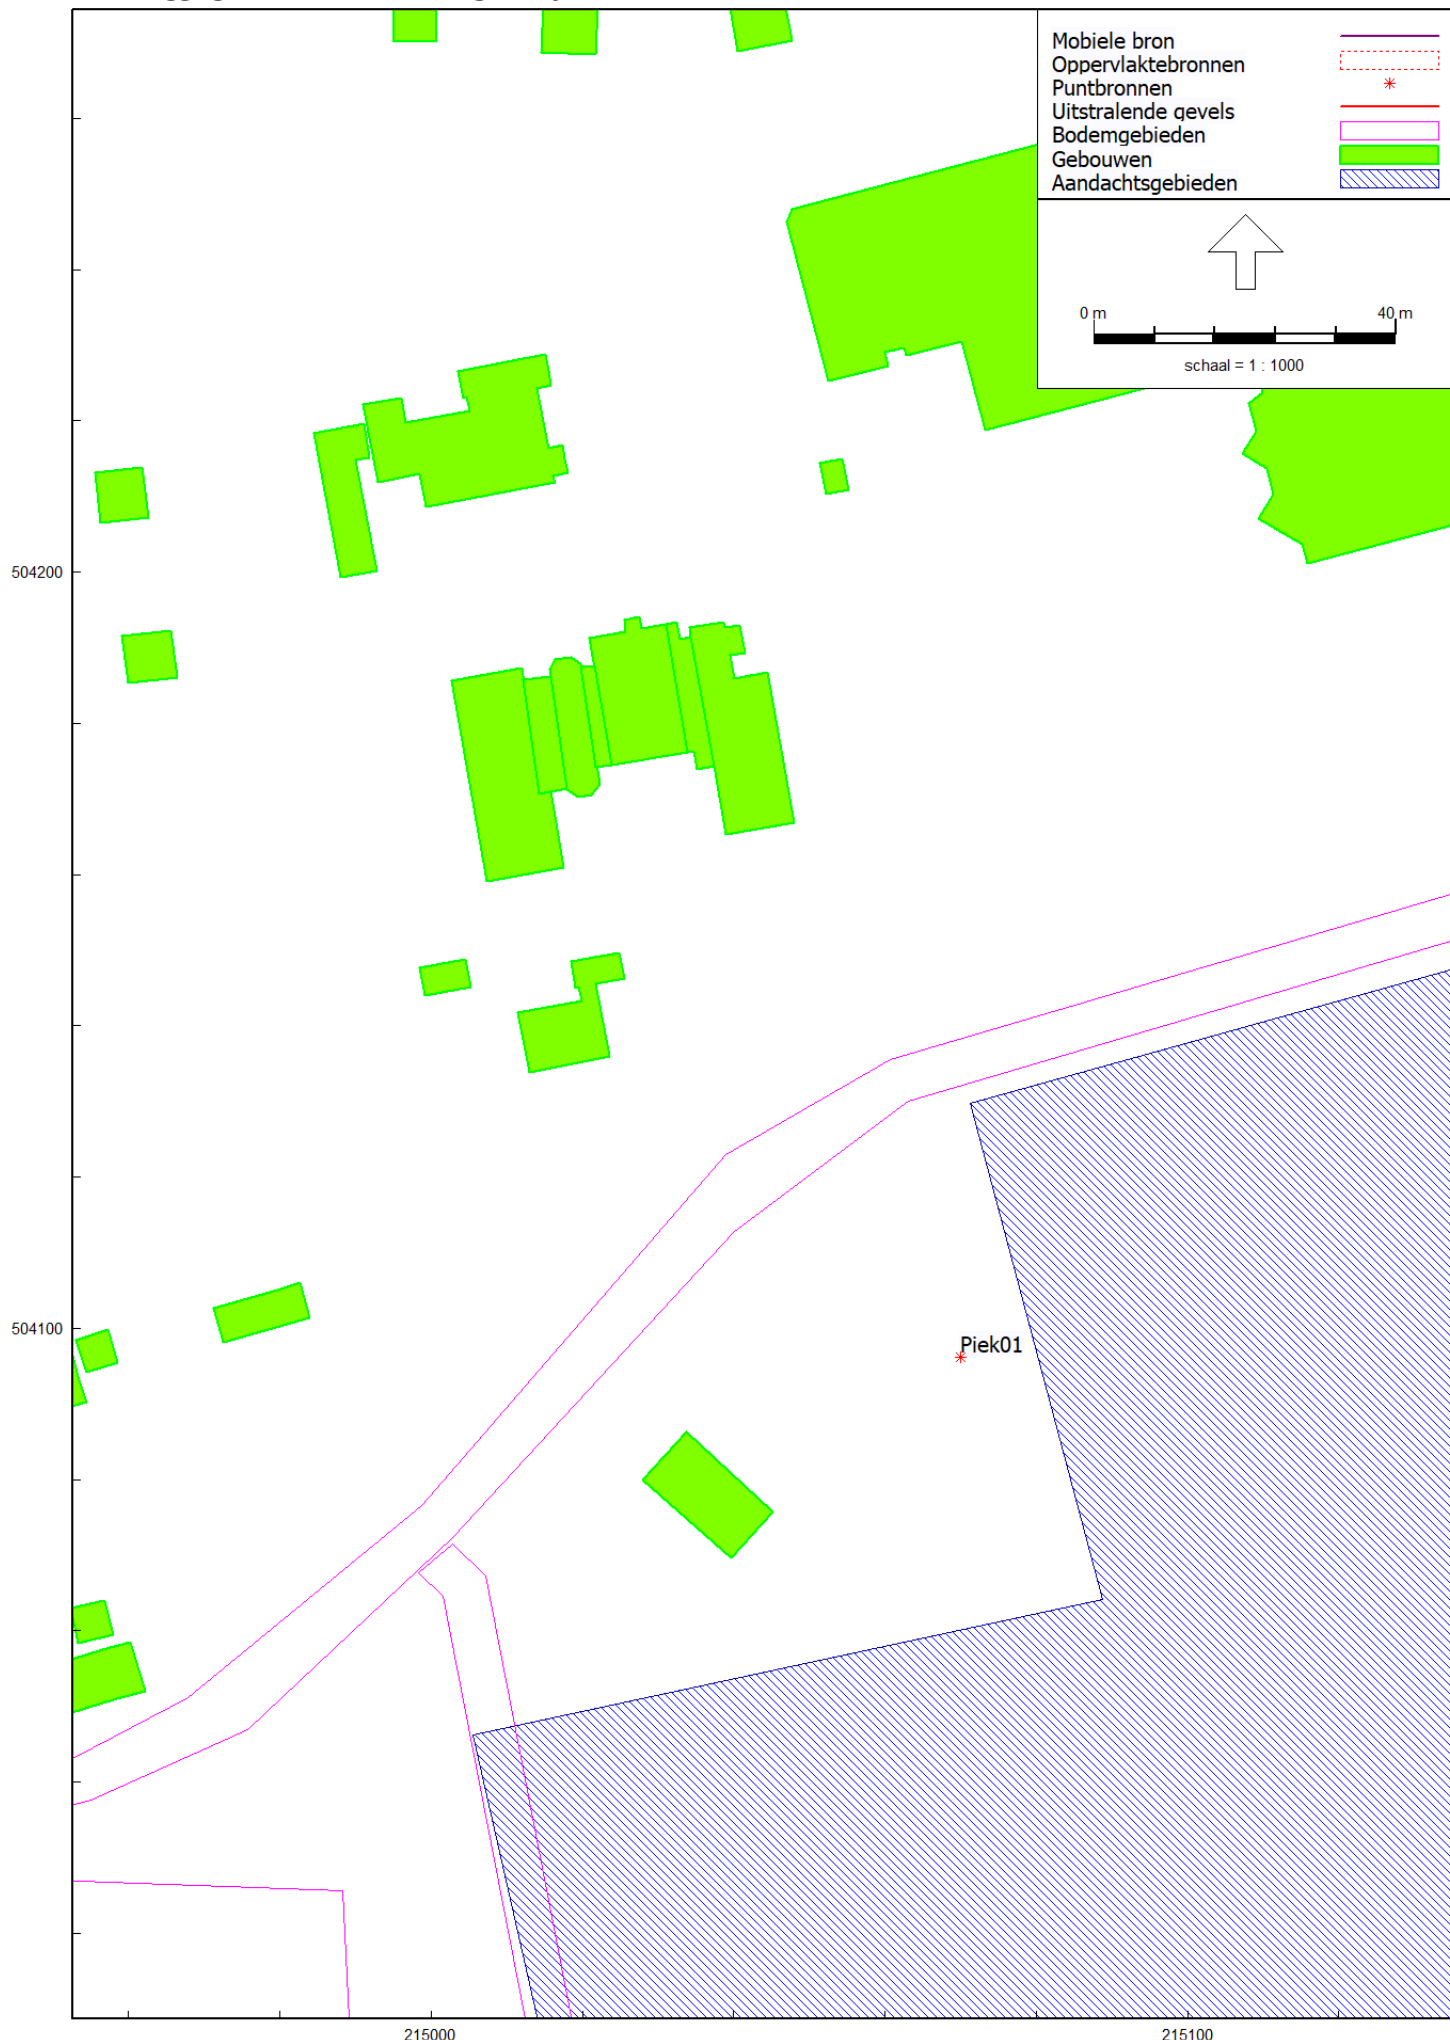 Mobiele bron
Oppervlaktebronnen
Puntbronnen
Uitstralende gevels
Bodemgebieden
Gebouwen
Aandachtsgebieden
0 m
40 m
schaal = 1 : 1000
504200
504100
Piek01
215000
215100